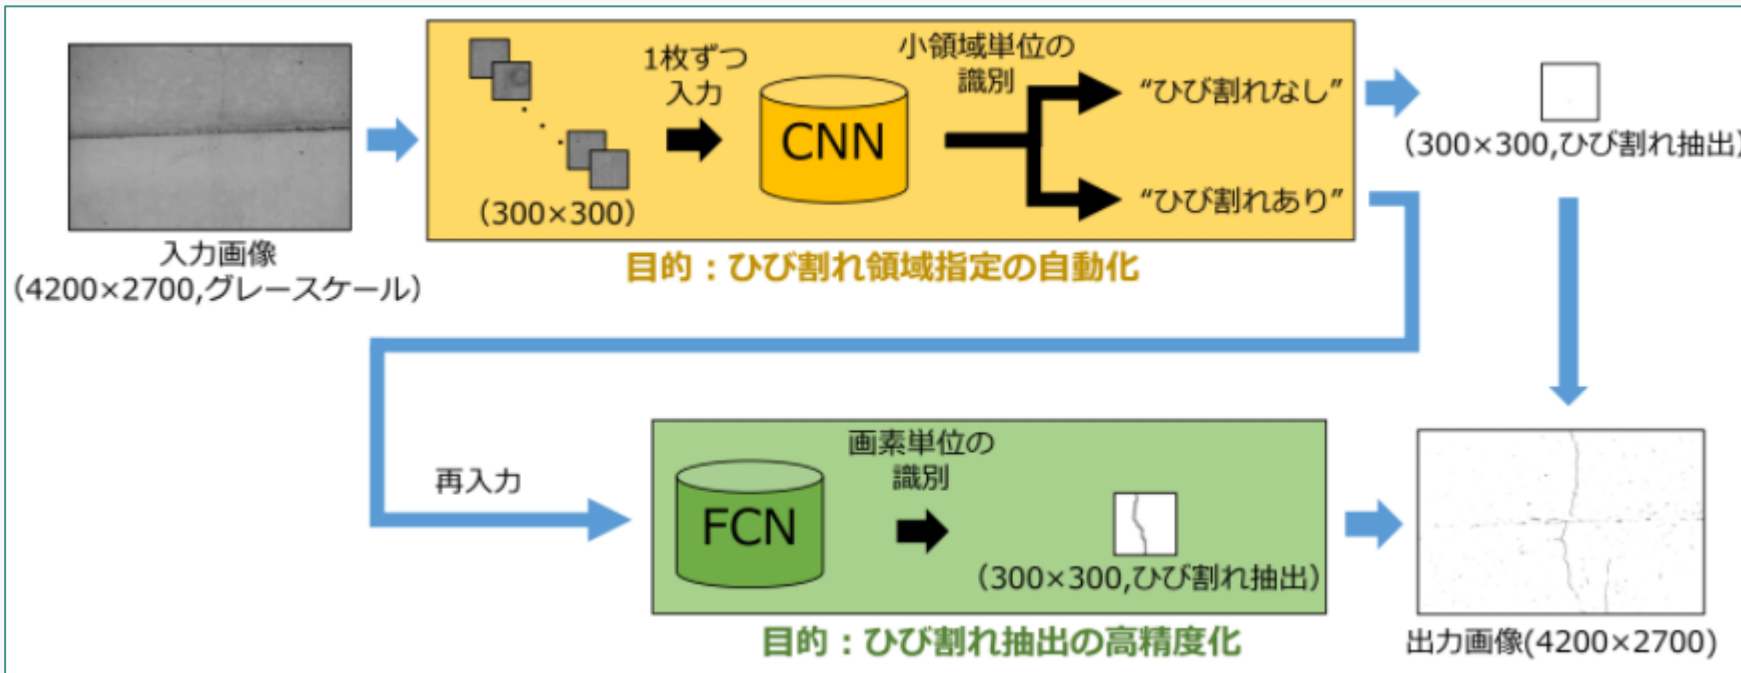 1枚ずつ
入力
CNN
小領域単位の
識別
“ひび割れなし”
“ひび割れあり”
(300×300)
(300×300,ひび割れ抽出)
入力画像
(4200×2700,グレースケール)
目的：ひび割れ領域指定の自動化
再入力
FCN
画素単位の
識別
(300×300,ひび割れ抽出)
目的：ひび割れ抽出の高精度化
出力画像(4200×2700)